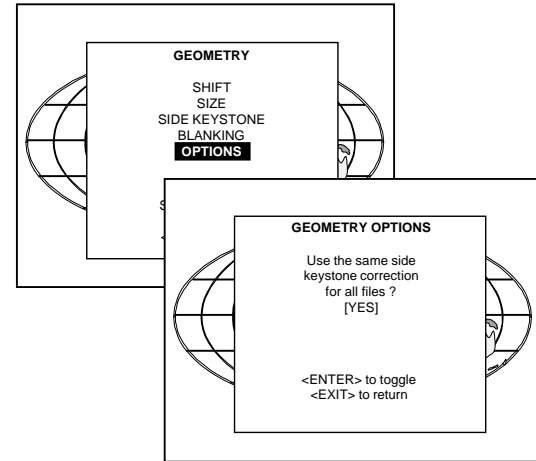 GEOMETRY
SHIFT
SIZE
SIDE KEYSTONE
BLANKING
OPTIONS
GEOMETRY OPTIONS
Use the same side
keystone correction
for all files ?
[YES]
<ENTER> to toggle
<EXIT> to return